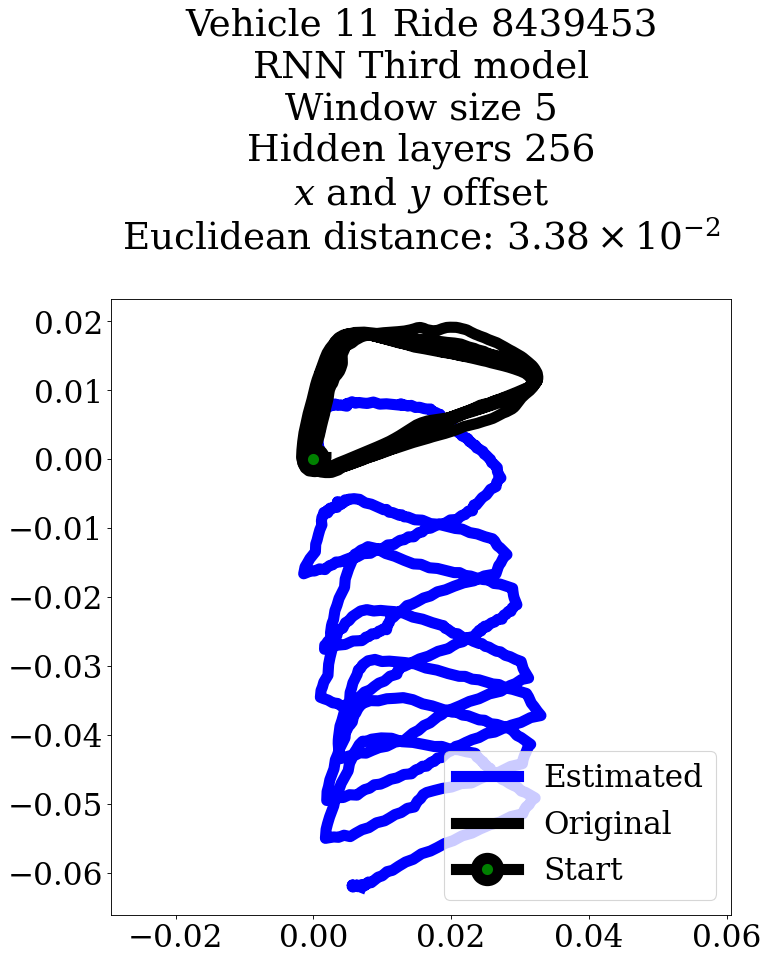 Vehicle 11 Ride 8439453
RNN Third model
Window size 5
Hidden layers 256
x and y offset
Euclidean distance: 3.38 × 10⁻²
0.02
0.01
0.00
−0.01
−0.02
−0.03
−0.04
−0.05
−0.06
Estimated
Original
Start
−0.02 0.00 0.02 0.04 0.06